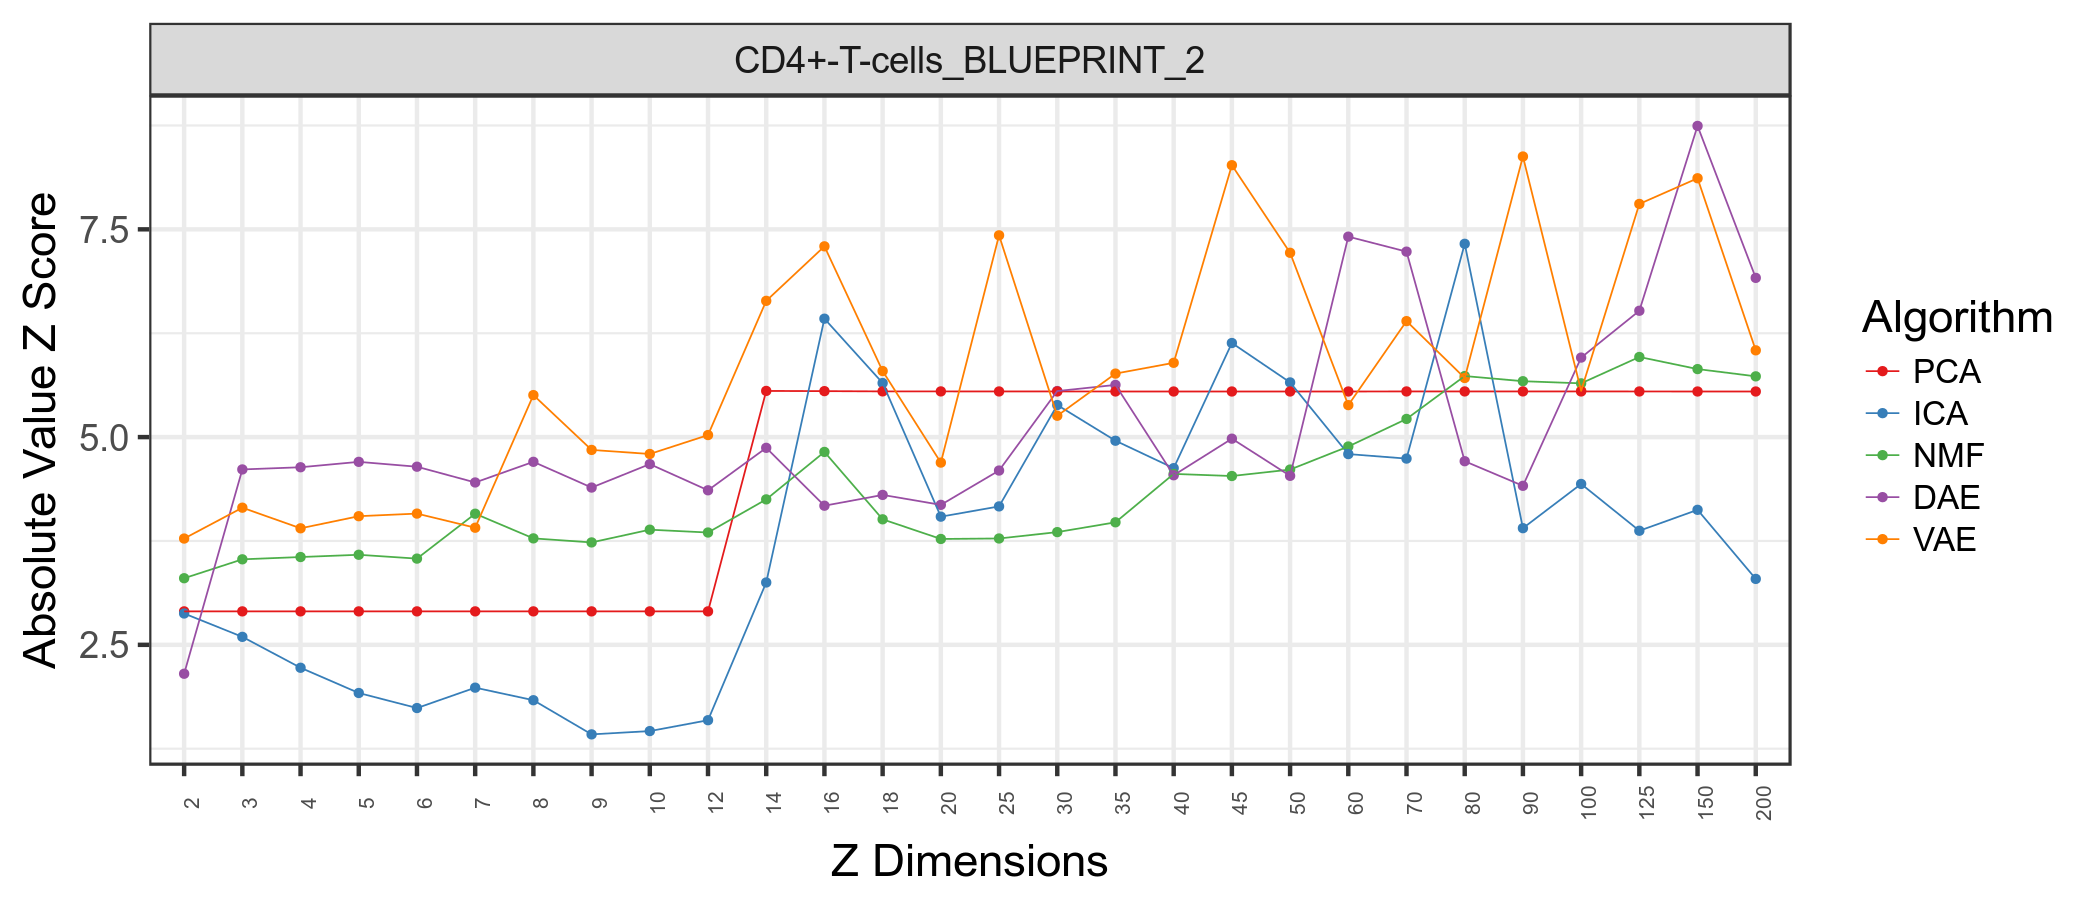 CD4+-T-cells_BLUEPRINT_2
Absolute Value Z Score
7.5
5.0
2.5
2 3 4 5 6 7 8 9 10 12 14 16 18 20 25 30 35 40 45 50 60 70 80 90 100 125 150 200
Z Dimensions
Algorithm
PCA
ICA
NMF
DAE
VAE